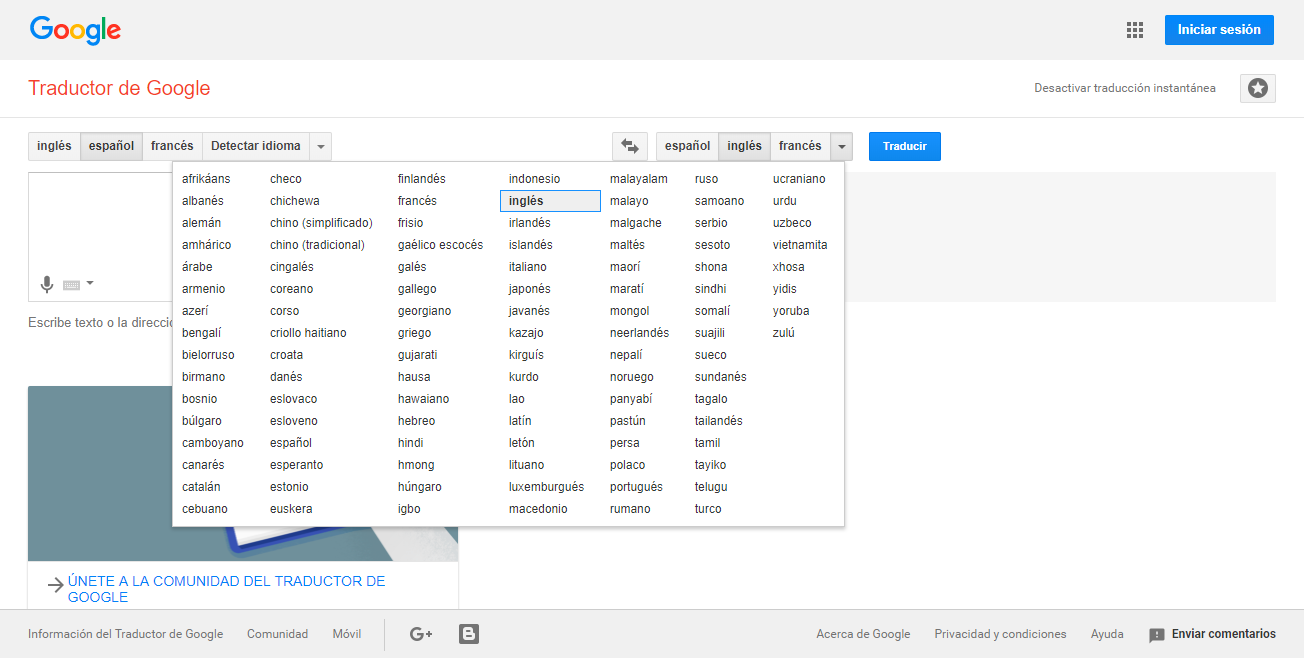 Google
Iniciar sesión
Traductor de Google
Desactivar traducción instantánea
inglés español francés Detectar idioma
español inglés francés Traducir
afrikáans checo finlandés indonesio malayalam ruso ucraniano
albanés chichewa francés inglés malayo samoano urdu
alemán chino (simplificado) frisio irlandés malgache serbio uzbeco
amhárico chino (tradicional) gaélico escocés islandés maltés sesoto vietnamita
árabe cingalés galés italiano maorí shona xhosa
armenio coreano gallego japonés maratí sindhi yidis
azerí corso georgiano javanés mongol somalí yoruba
bengalí criollo haitiano griego kazajo neerlandés suajili zulú
bielorruso croata gujarati kirguís nepalí sueco
birmano danés hausa kurdo noruego sundanés
bosnio eslovaco hawaiano lao panyabí tagalo
búlgaro esloveno hebreo latín pastún tailandés
camboyano español hindi letón persa tamil
canarés esperanto hmong lituano polaco tayiko
catalán estonio húngaro luxemburgués portugués telugu
cebuano euskera igbo macedonio rumano turco
Escribe texto o la direcci
ÚNETE A LA COMUNIDAD DEL TRADUCTOR DE
GOOGLE
Información del Traductor de Google Comunidad Móvil G+ B Acerca de Google Privacidad y condiciones Ayuda Enviar comentarios